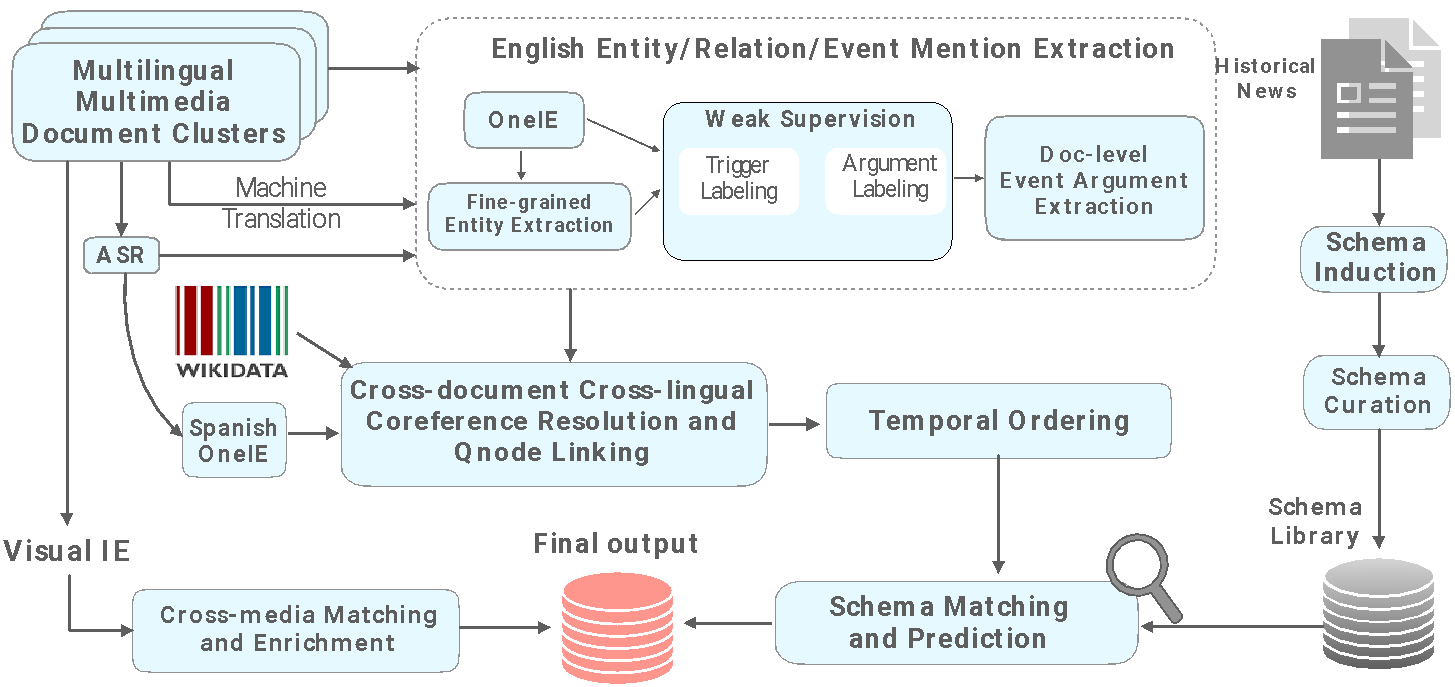 Multilingual
Multimedia
Document Clusters
English Entity/Relation/Event Mention Extraction
OneIE
Fine-grained
Entity Extraction
Weak Supervision
Trigger
Labeling
Argument
Labeling
Doc-level
Event Argument
Extraction
Historical
News
Machine
Translation
ASR
WIKIDATA
Schema
Induction
Schema
Curation
Spanish
OneIE
Cross-document Cross-lingual
Coreference Resolution and
Qnode Linking
Temporal Ordering
Schema
Library
Visual IE
Cross-media Matching
and Enrichment
Final output
Schema Matching
and Prediction